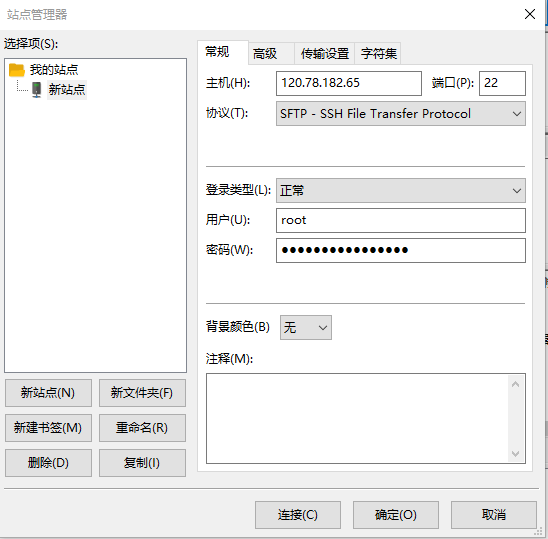 站点管理器
选择项(S):
我的站点
新站点
新站点(N)
新文件夹(F)
新建书签(M)
重命名(R)
删除(D)
复制(I)
常规
高级
传输设置
字符集
主机(H):
120.78.182.65
端口(P):
22
协议(T):
SFTP - SSH File Transfer Protocol
登录类型(L):
正常
用户(U):
root
密码(W):
●●●●●●●●●●●●●●●●
背景颜色(B)
无
注释(M):
连接(C)
确定(O)
取消